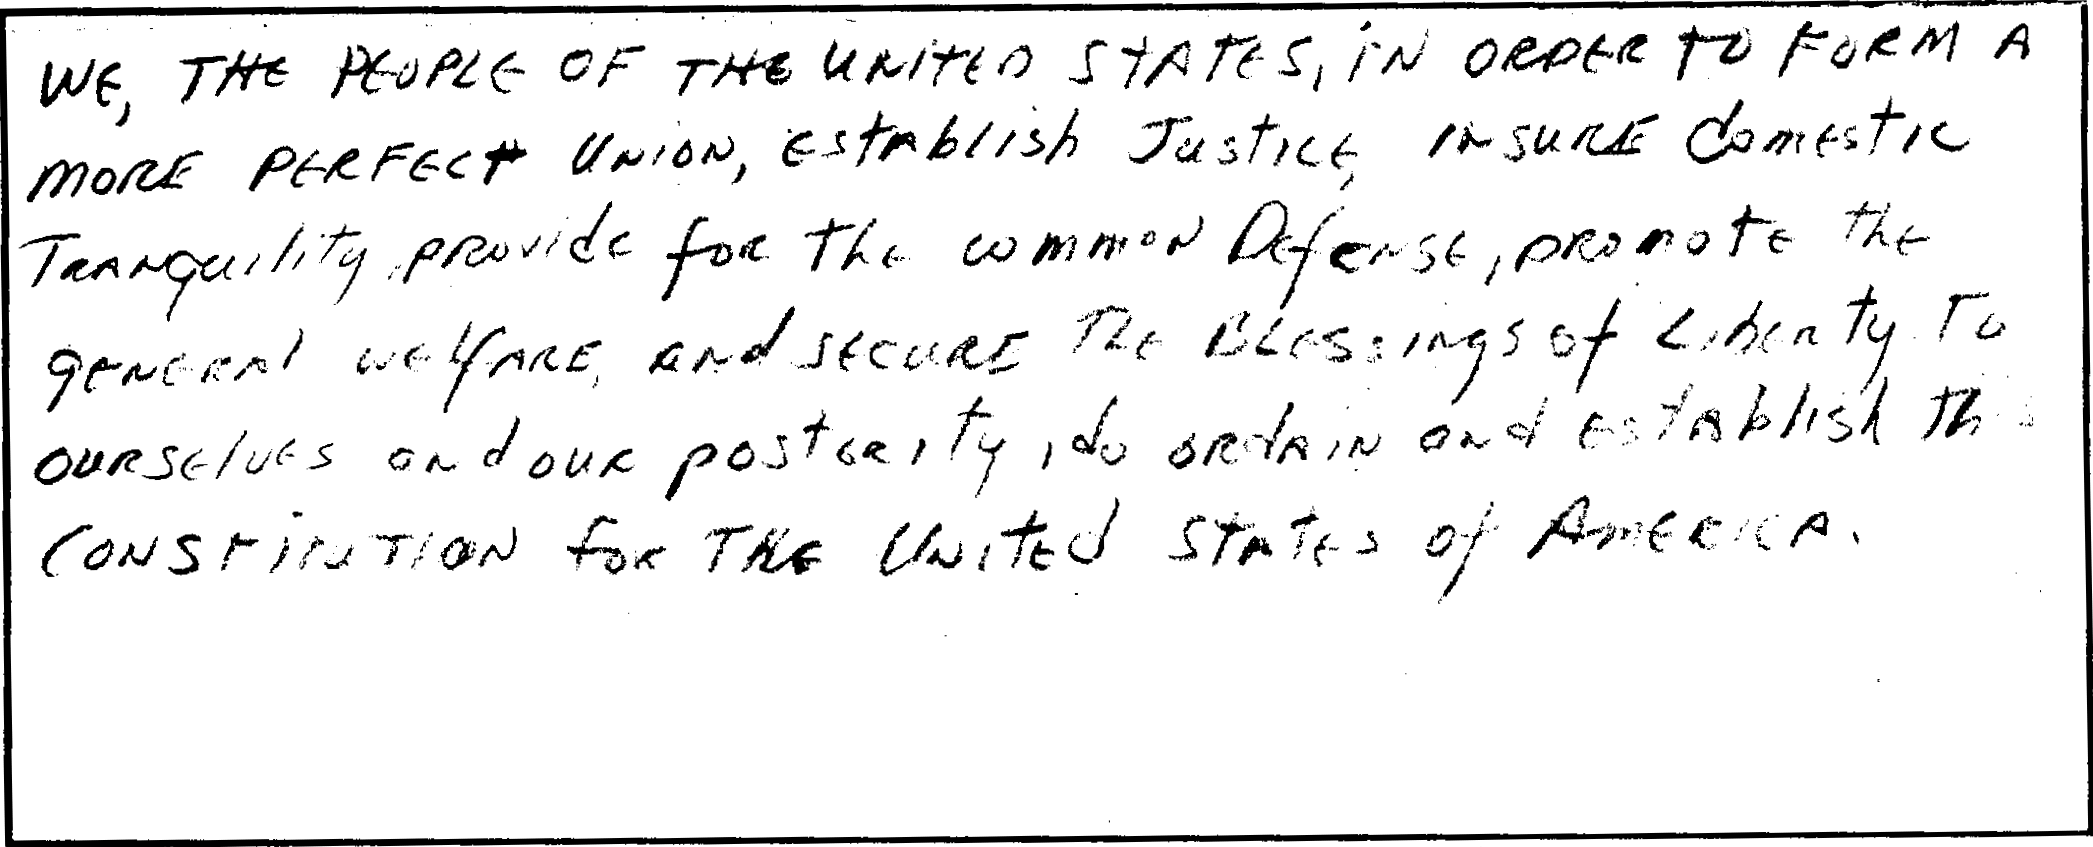 WE, THE PEOPLE OF THE UNITED STATES, IN ORDER TO FORM A
MORE PERFECT UNION, Establish Justice, INSURE domestic
Tranquility, provide for the common Defense, promote the
general welfare, and secure The Blessings of Liberty To
ourselves and our posterity, do ordain and establish this
CONSTITUTION for THE United States of America.